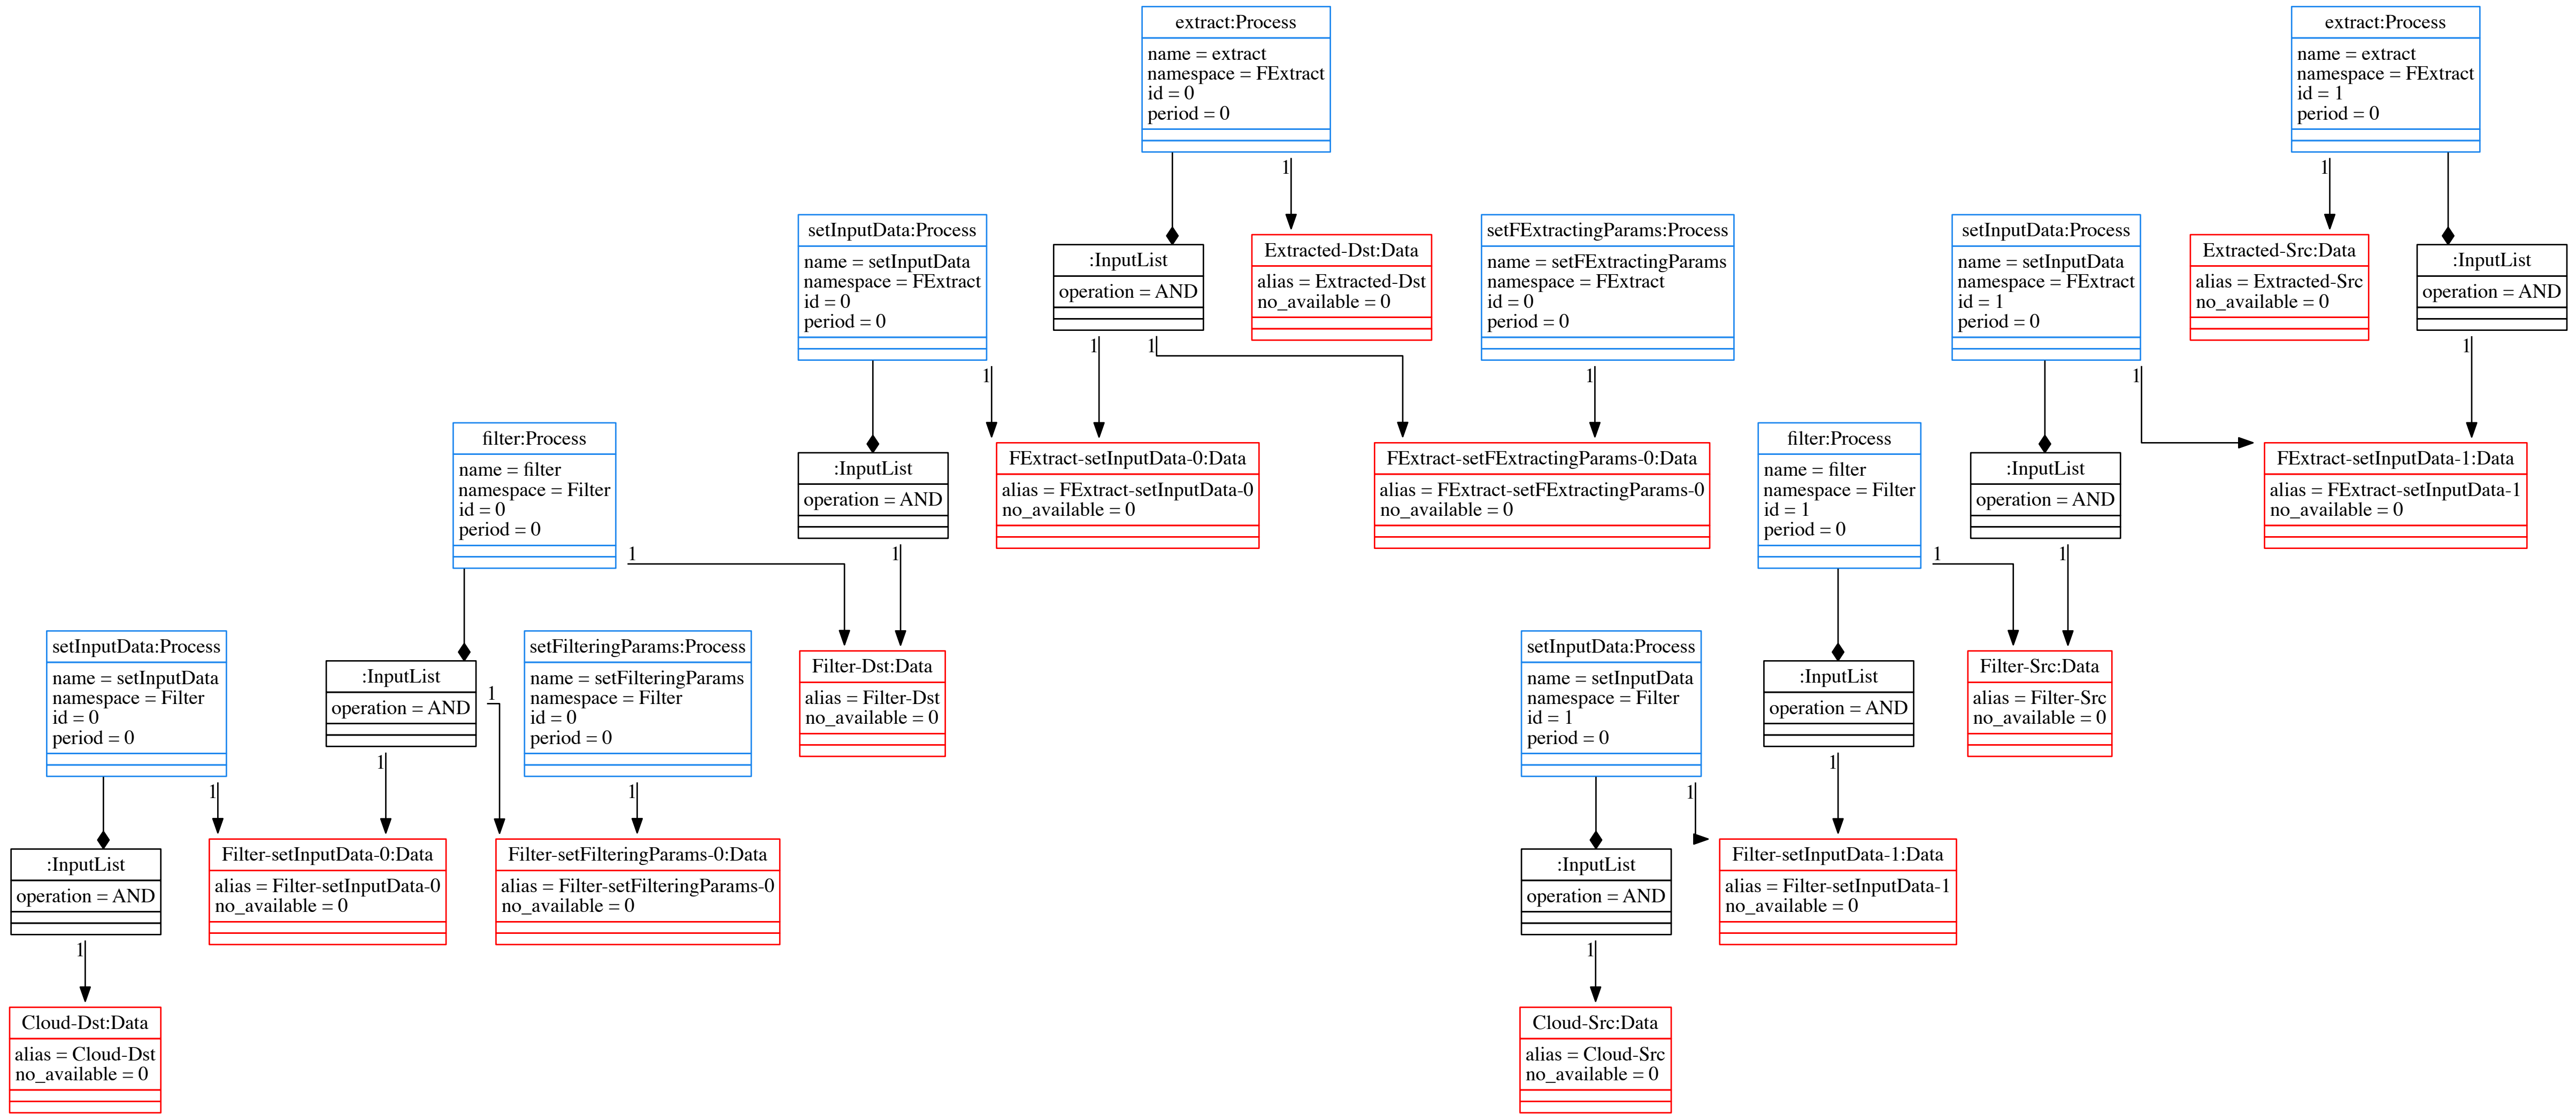 extract:Process
name = extract
namespace = FExtract
id = 0
period = 0
extract:Process
name = extract
namespace = FExtract
id = 1
period = 0
1
1
setInputData:Process
name = setInputData
namespace = FExtract
id = 0
period = 0
:InputList
operation = AND
Extracted-Dst:Data
alias = Extracted-Dst
no_available = 0
setFExtractingParams:Process
name = setFExtractingParams
namespace = FExtract
id = 0
period = 0
setInputData:Process
name = setInputData
namespace = FExtract
id = 1
period = 0
Extracted-Src:Data
alias = Extracted-Src
no_available = 0
:InputList
operation = AND
1
1
1
1
1
1
filter:Process
name = filter
namespace = Filter
id = 0
period = 0
:InputList
operation = AND
FExtract-setInputData-0:Data
alias = FExtract-setInputData-0
no_available = 0
FExtract-setFExtractingParams-0:Data
alias = FExtract-setFExtractingParams-0
no_available = 0
filter:Process
name = filter
namespace = Filter
id = 1
period = 0
:InputList
operation = AND
FExtract-setInputData-1:Data
alias = FExtract-setInputData-1
no_available = 0
1
1
1
1
setInputData:Process
name = setInputData
namespace = Filter
id = 0
period = 0
:InputList
operation = AND
1
setFilteringParams:Process
name = setFilteringParams
namespace = Filter
id = 0
period = 0
Filter-Dst:Data
alias = Filter-Dst
no_available = 0
setInputData:Process
name = setInputData
namespace = Filter
id = 1
period = 0
:InputList
operation = AND
Filter-Src:Data
alias = Filter-Src
no_available = 0
1
1
1
1
1
:InputList
operation = AND
Filter-setInputData-0:Data
alias = Filter-setInputData-0
no_available = 0
Filter-setFilteringParams-0:Data
alias = Filter-setFilteringParams-0
no_available = 0
:InputList
operation = AND
Filter-setInputData-1:Data
alias = Filter-setInputData-1
no_available = 0
1
1
Cloud-Dst:Data
alias = Cloud-Dst
no_available = 0
Cloud-Src:Data
alias = Cloud-Src
no_available = 0